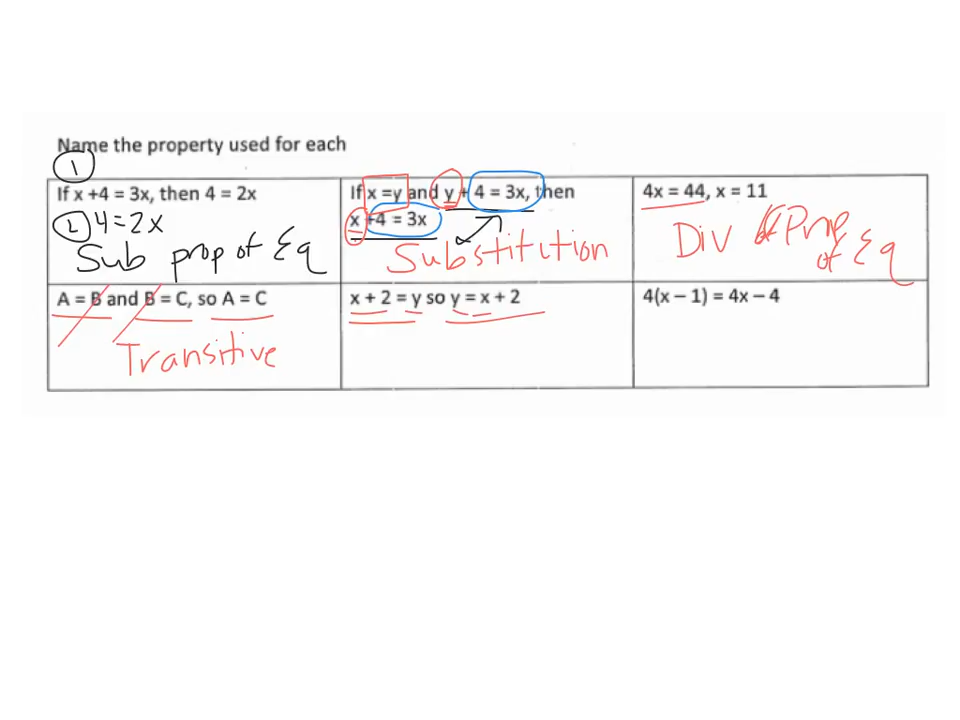 Name the property used for each
1
If x +4 = 3x, then 4 = 2x
2 4=2x
Sub prop of Eq
If x =y and y + 4 = 3x, then
x +4 = 3x
Substitution
4x = 44, x = 11
Div Prop
of Eq
A = B and B = C, so A = C
Transitive
x + 2 = y so y = x + 2
4(x – 1) = 4x – 4